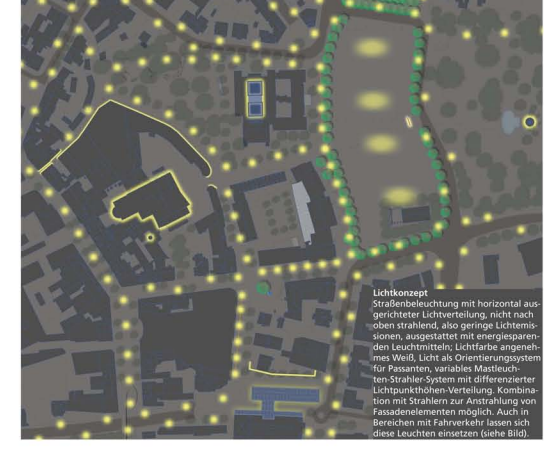 Lichtkonzept
Straßenbeleuchtung mit horizontal aus-
gerichteter Lichtverteilung, nicht nach
oben strahlend, also geringe Lichtemis-
sionen, ausgestattet mit energiesparen-
den Leuchtmitteln; Lichtfarbe angeneh-
mes Weiß, Licht als Orientierungssystem
für Passanten, variables Mastleuch-
ten-Strahler-System mit differenzierter
Lichtpunkthöhen-Verteilung. Kombina-
tion mit Strahlern zur Anstrahlung von
Fassadenelementen möglich. Auch in
Bereichen mit Fahrverkehr lassen sich
diese Leuchten einsetzen (siehe Bild).